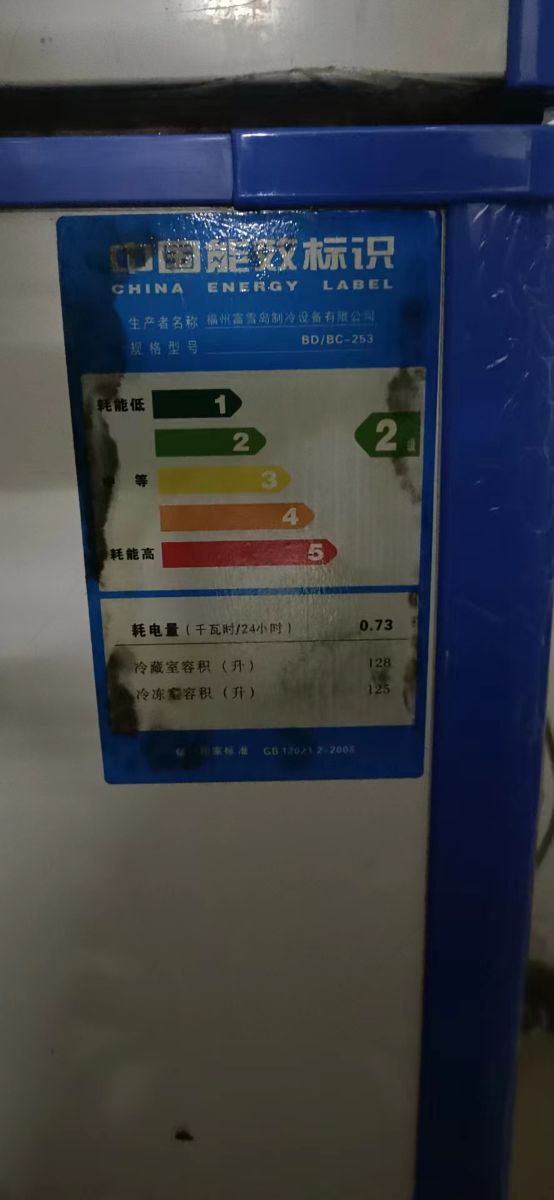 中国能效标识
CHINA ENERGY LABEL
生产者名称 福州富雪岛制冷设备有限公司
规格型号 BD/BC-253
耗能低 1
2 2
中等 3
4
耗能高 5
耗电量(千瓦时/24小时) 0.73
冷藏室容积(升) 128
冷冻室容积(升) 125
国家标准 GB 12021.2-2008